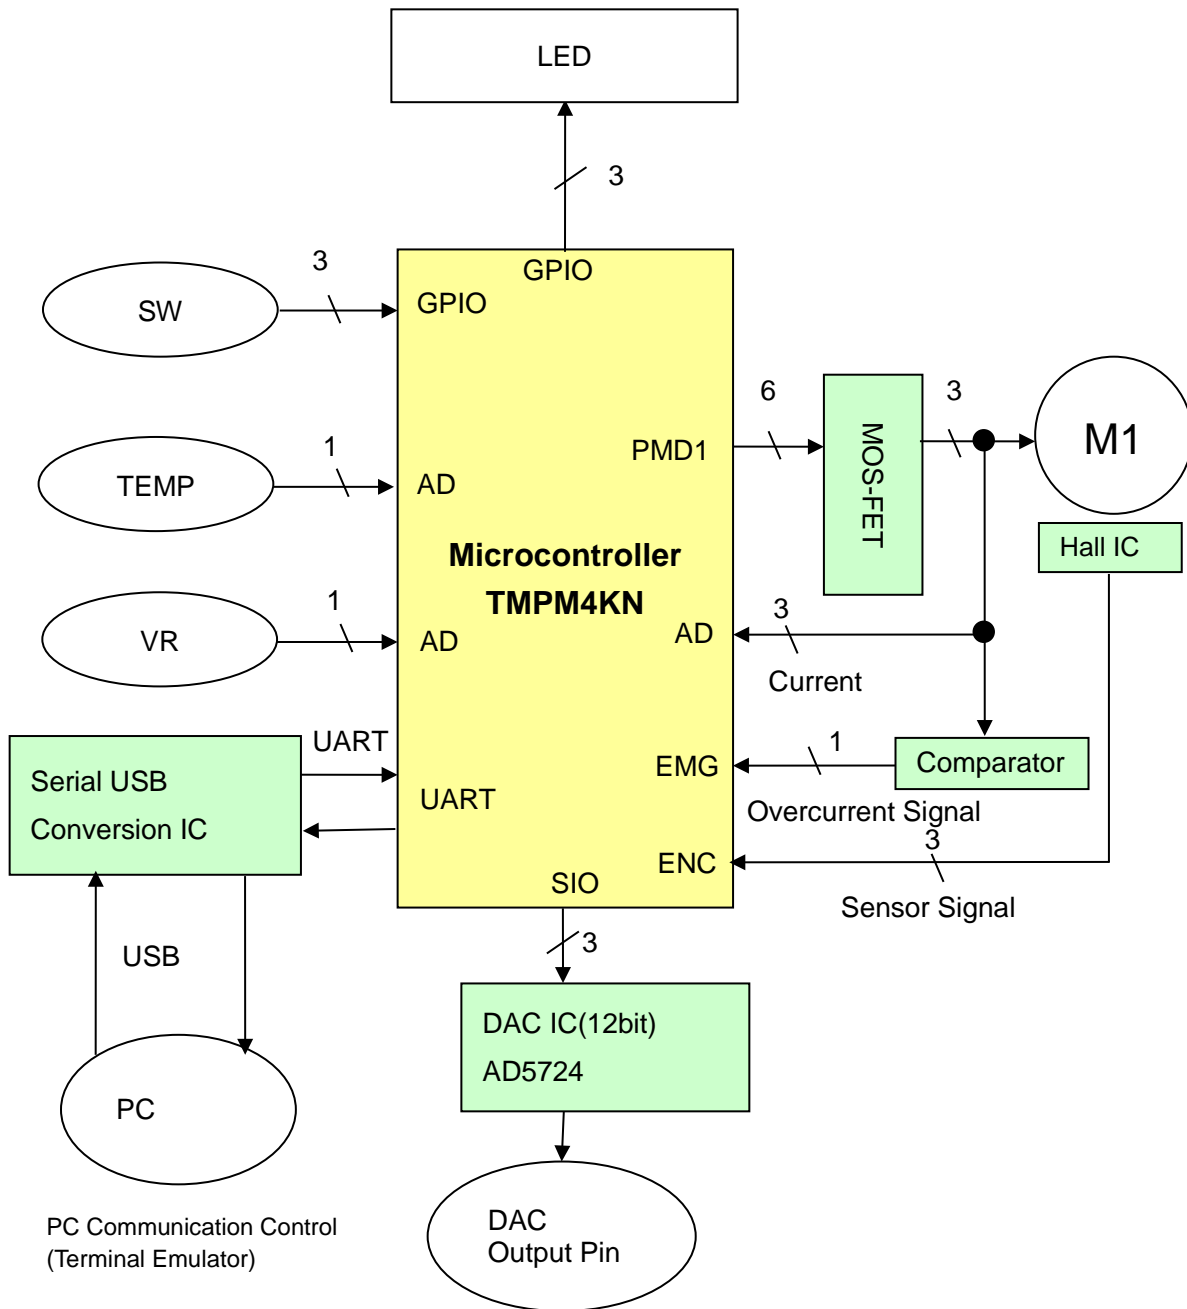 LED
3
GPIO
3
SW
GPIO
1
TEMP
AD
6
PMD1
MOS-FET
3
M1
Hall IC
Microcontroller
TMPM4KN
1
VR
AD
3
AD
Current
UART
Serial USB
Conversion IC
UART
1
EMG
Comparator
Overcurrent Signal
3
ENC
Sensor Signal
SIO
3
USB
DAC IC(12bit)
AD5724
PC
PC Communication Control
(Terminal Emulator)
DAC
Output Pin